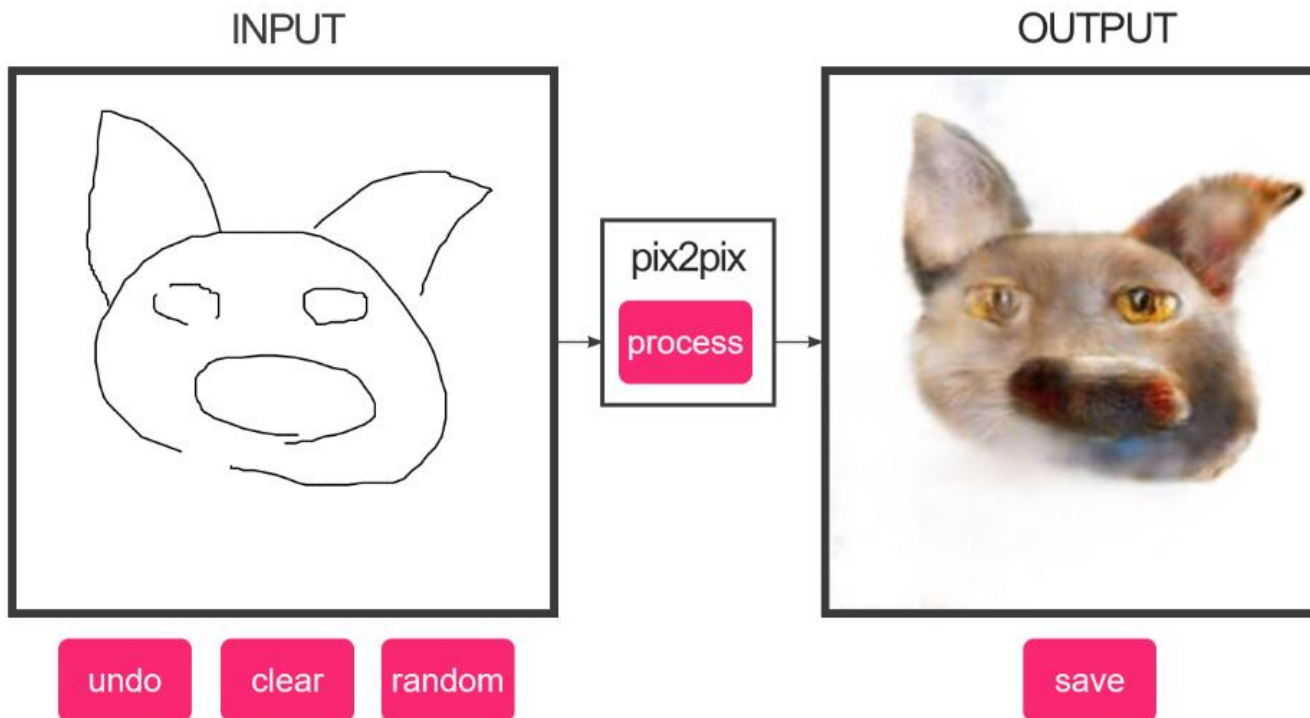 INPUT
OUTPUT
pix2pix
process
undo
clear
random
save